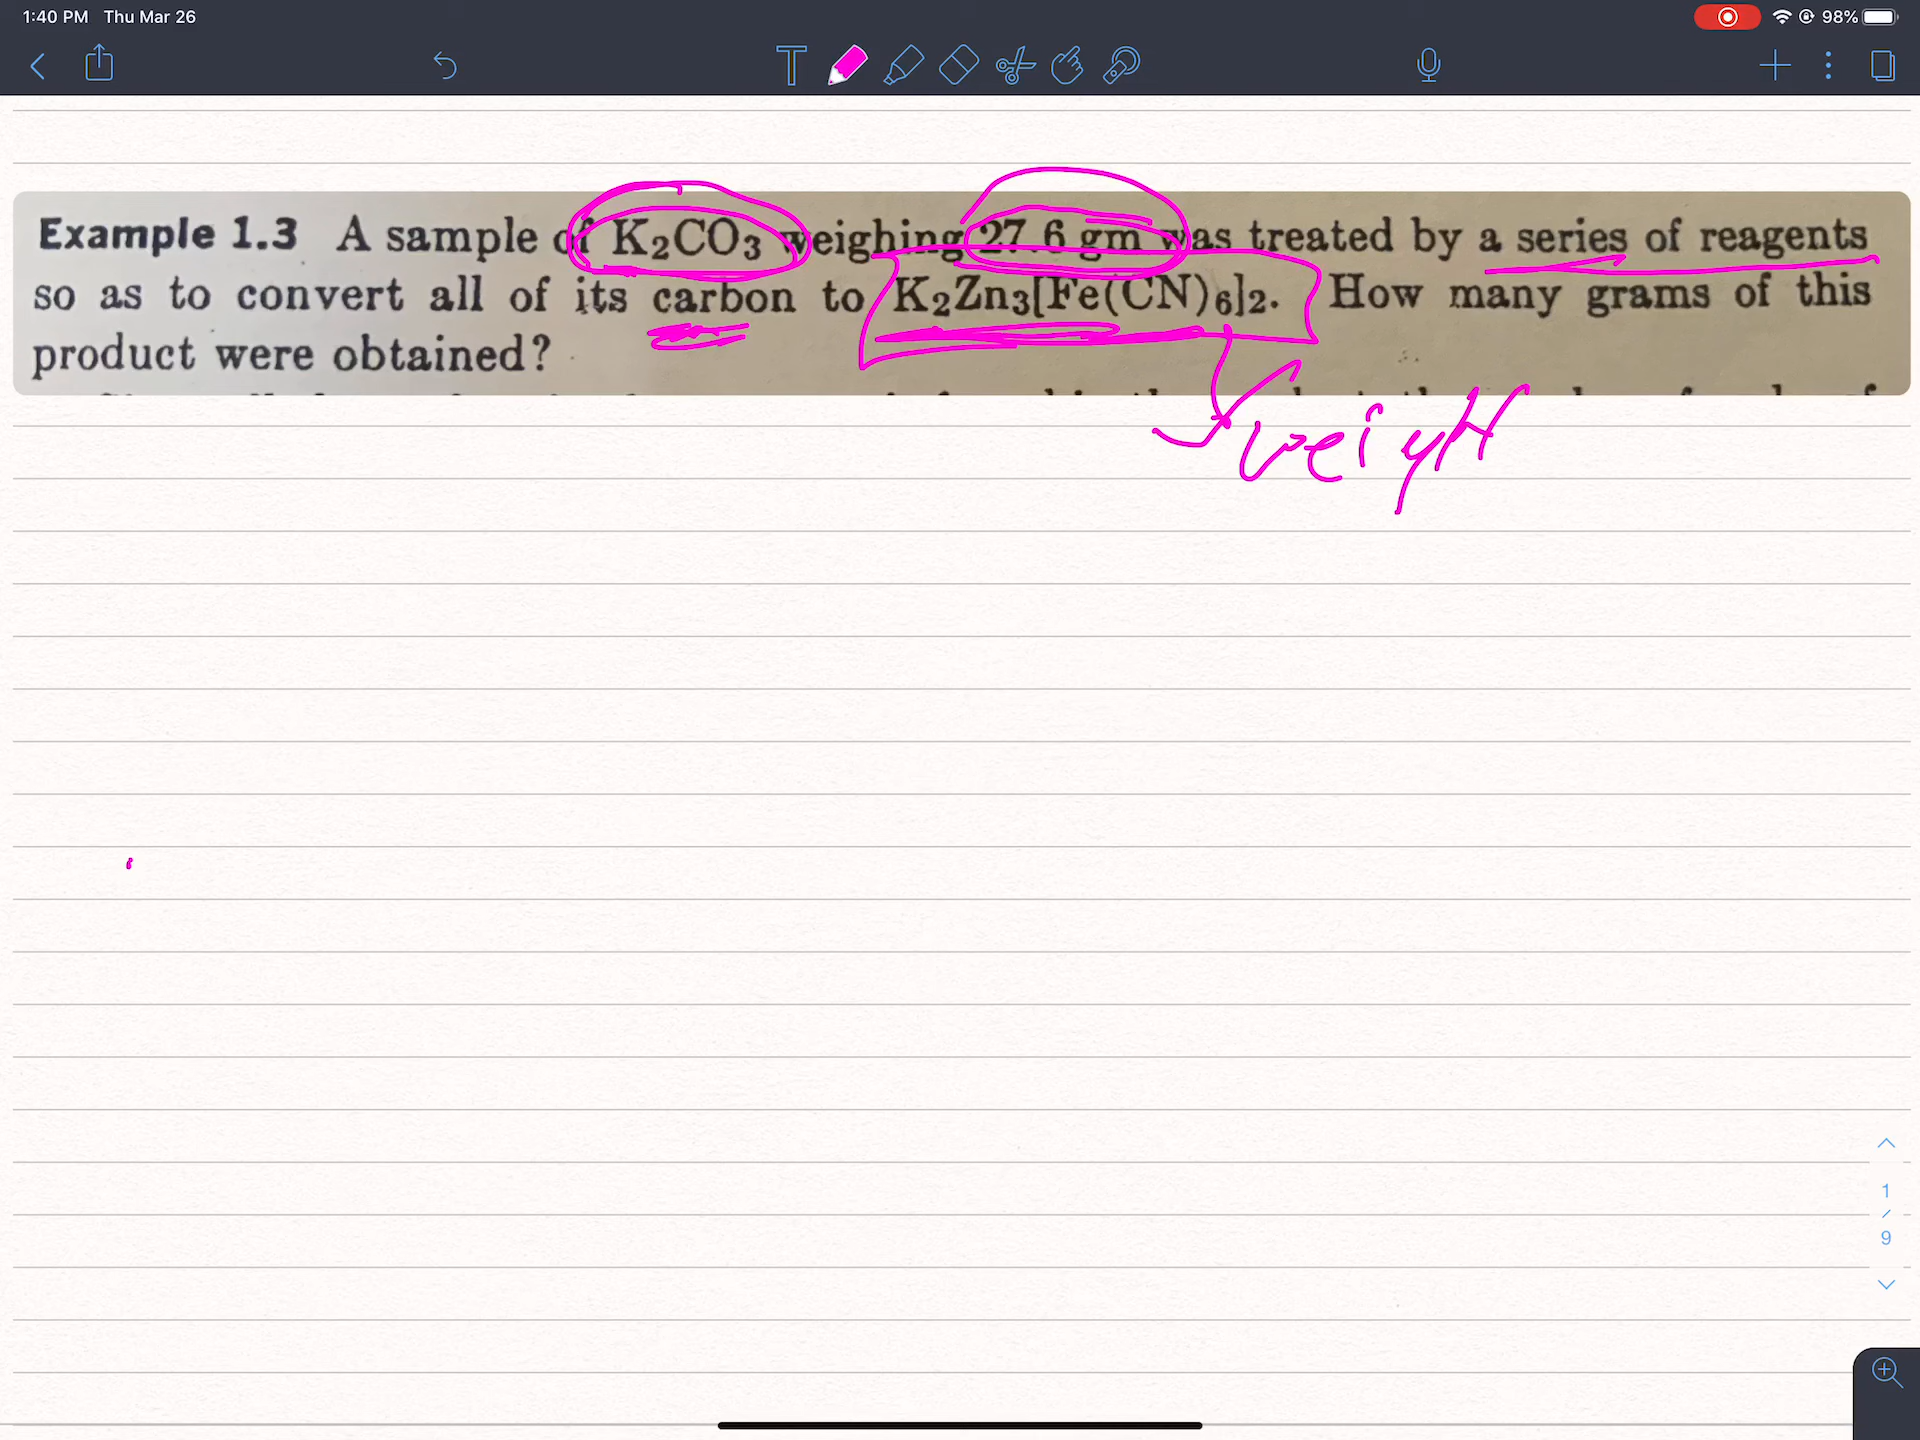 1:40 PM Thu Mar 26
98%
Example 1.3 A sample of K₂CO₃ weighing 27.6 gm was treated by a series of reagents
so as to convert all of its carbon to K₂Zn₃[Fe(CN)₆]₂. How many grams of this
product were obtained?
weight
1
/
9